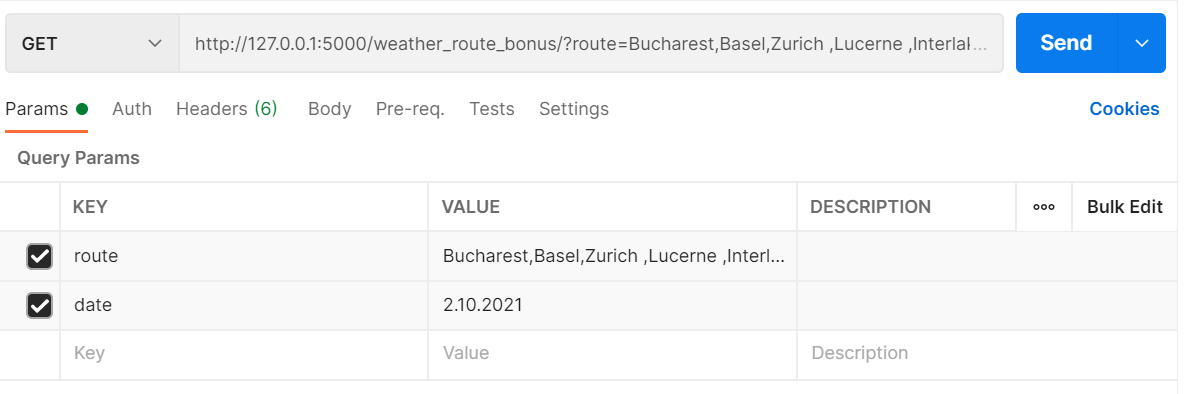 GET http://127.0.0.1:5000/weather_route_bonus/?route=Bucharest,Basel,Zurich ,Lucerne ,Interlak... Send
Params Auth Headers (6) Body Pre-req. Tests Settings Cookies
Query Params
KEY VALUE DESCRIPTION ooo Bulk Edit
route Bucharest,Basel,Zurich ,Lucerne ,Interl...
date 2.10.2021
Key Value Description